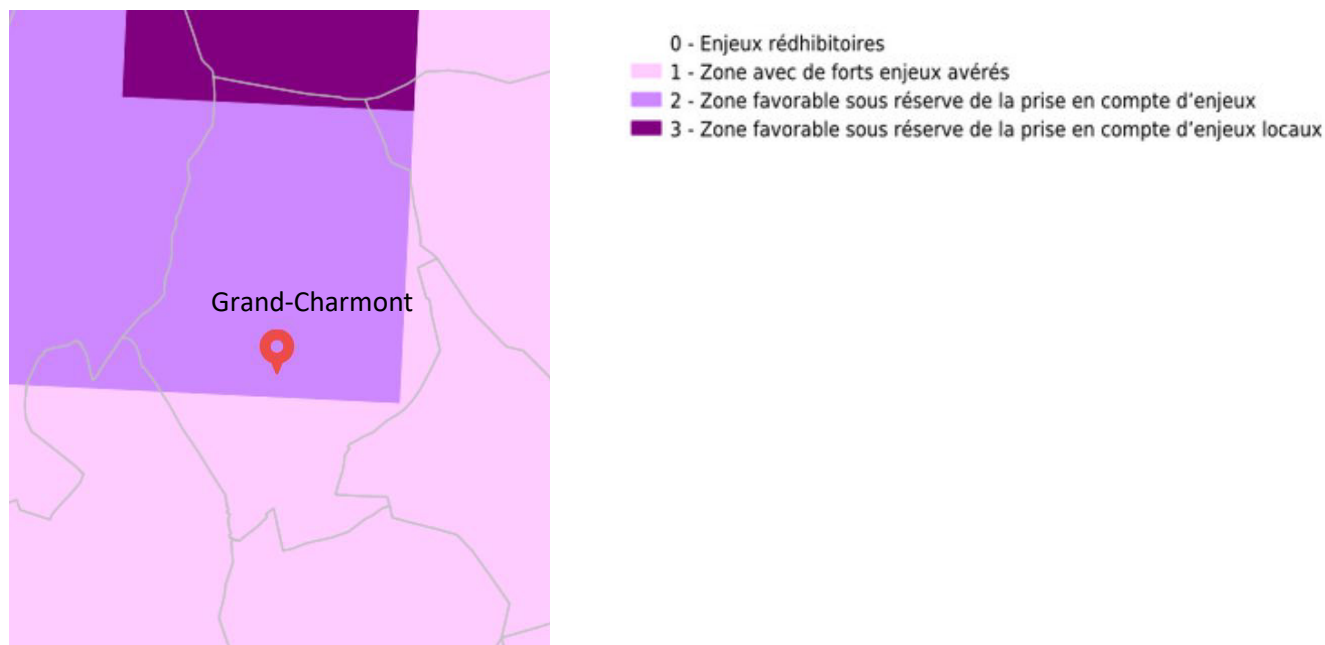 Grand-Charmont
0 - Enjeux rédhibitoires
1 - Zone avec de forts enjeux avérés
2 - Zone favorable sous réserve de la prise en compte d'enjeux
3 - Zone favorable sous réserve de la prise en compte d'enjeux locaux